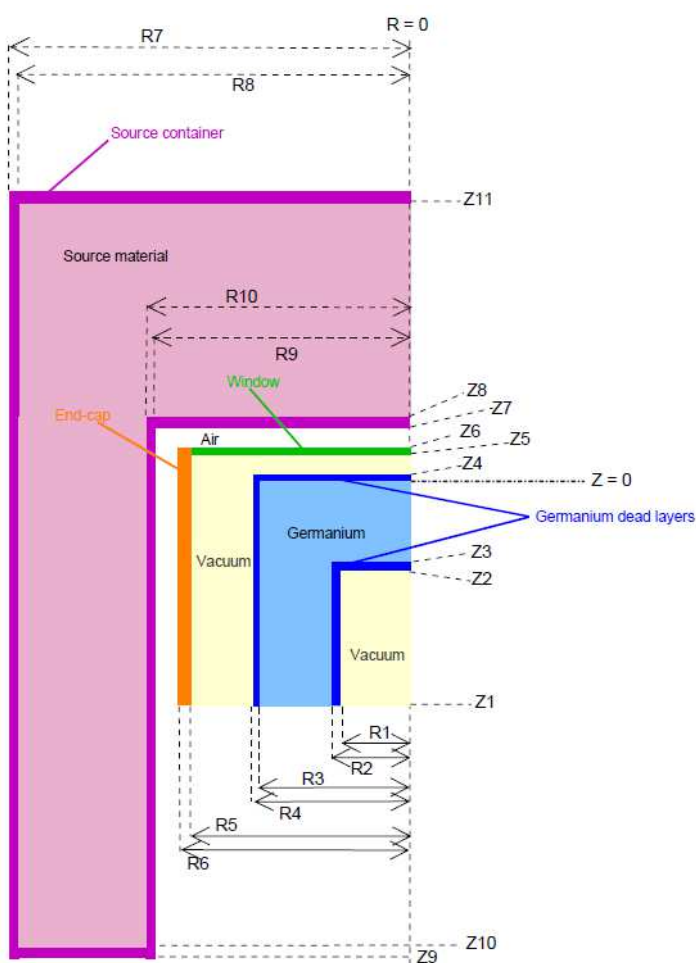 R = 0
R7
R8
Source container
Z11
Source material
R10
R9
Window
Z8
Z7
End-cap
Air
Z6
Z5
Z4
Z = 0
Germanium
Germanium dead layers
Vacuum
Z3
Z2
Vacuum
Z1
R1
R2
R3
R4
R5
R6
Z10
Z9